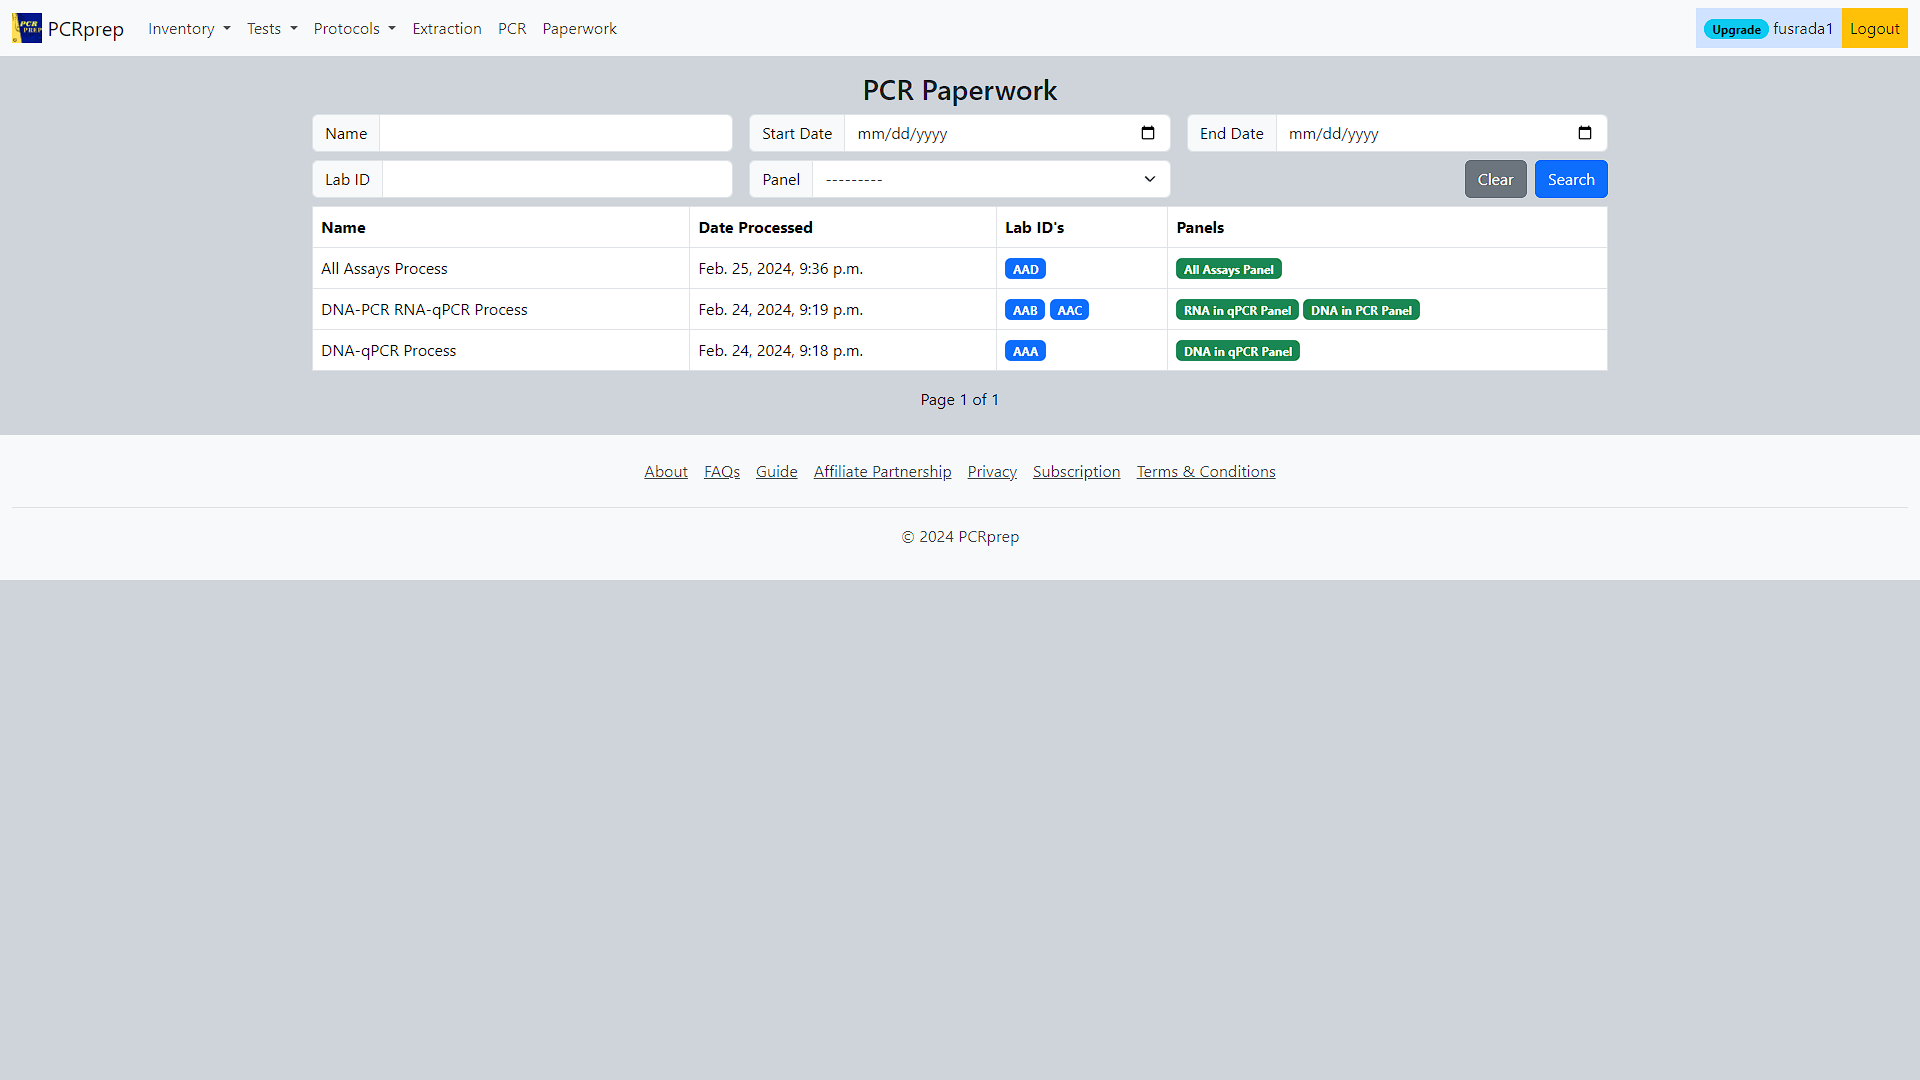 PCR PREP PCRprep Inventory Tests Protocols Extraction PCR Paperwork Upgrade fusrada1 Logout
PCR Paperwork
Name Start Date mm/dd/yyyy End Date mm/dd/yyyy
Lab ID Panel --------- Clear Search
Name Date Processed Lab ID's Panels
All Assays Process Feb. 25, 2024, 9:36 p.m. AAD All Assays Panel
DNA-PCR RNA-qPCR Process Feb. 24, 2024, 9:19 p.m. AAB AAC RNA in qPCR Panel DNA in PCR Panel
DNA-qPCR Process Feb. 24, 2024, 9:18 p.m. AAA DNA in qPCR Panel
Page 1 of 1
About FAQs Guide Affiliate Partnership Privacy Subscription Terms & Conditions
© 2024 PCRprep